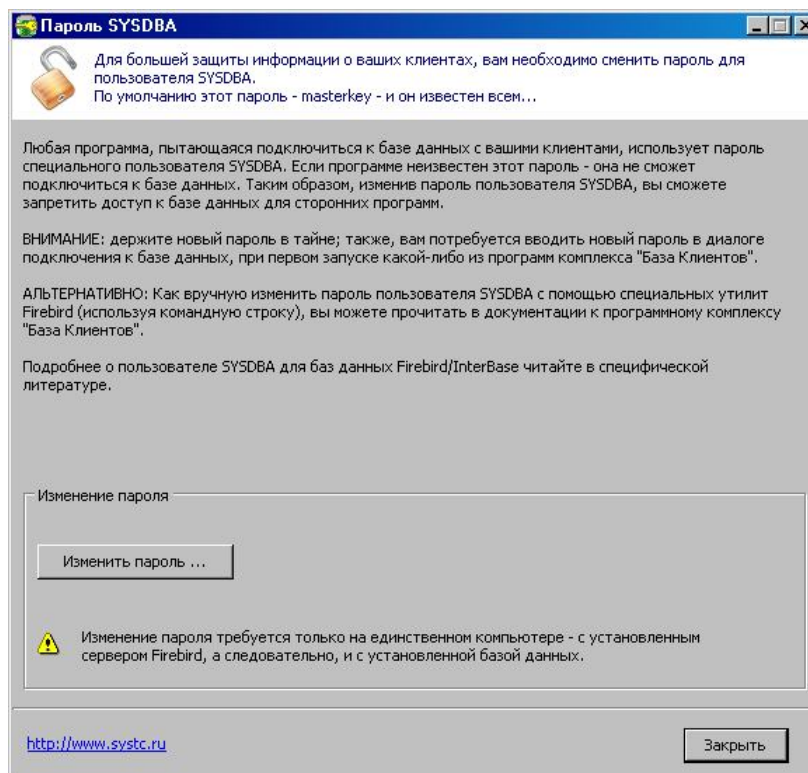 Пароль SYSDBA
Для большей защиты информации о ваших клиентах, вам необходимо сменить пароль для
пользователя SYSDBA.
По умолчанию этот пароль - masterkey - и он известен всем...
Любая программа, пытающаяся подключиться к базе данных с вашими клиентами, использует пароль
специального пользователя SYSDBA. Если программе неизвестен этот пароль - она не сможет
подключиться к базе данных. Таким образом, изменив пароль пользователя SYSDBA, вы сможете
запретить доступ к базе данных для сторонних программ.
ВНИМАНИЕ: держите новый пароль в тайне; также, вам потребуется вводить новый пароль в диалоге
подключения к базе данных, при первом запуске какой-либо из программ комплекса "База Клиентов".
АЛЬТЕРНАТИВНО: Как вручную изменить пароль пользователя SYSDBA с помощью специальных утилит
Firebird (используя командную строку), вы можете прочитать в документации к программному комплексу
"База Клиентов".
Подробнее о пользователе SYSDBA для баз данных Firebird/InterBase читайте в специфической
литературе.
Изменение пароля
Изменить пароль ...
Изменение пароля требуется только на единственном компьютере - с установленным
сервером Firebird, а следовательно, и с установленной базой данных.
http://www.systc.ru
Закрыть